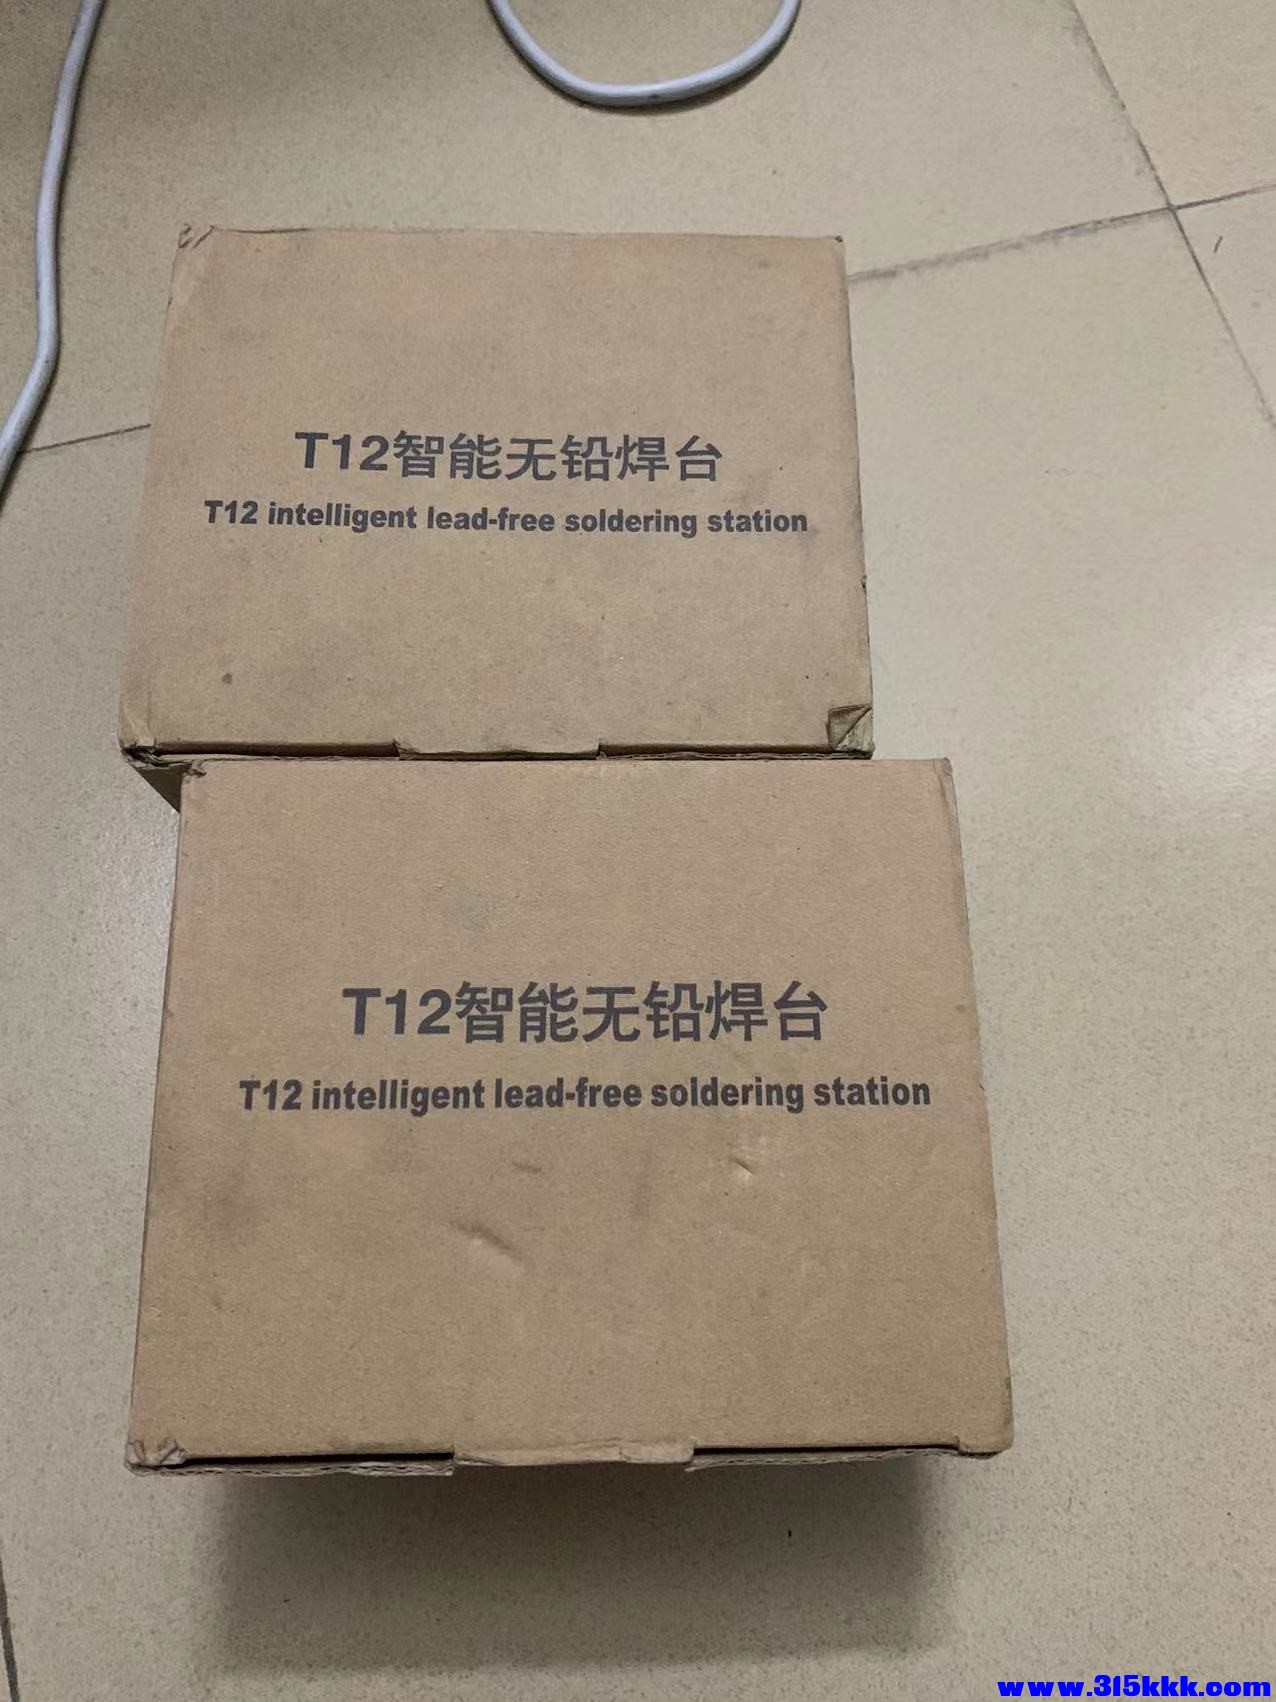 T12智能无铅焊台
T12 intelligent lead-free soldering station
T12智能无铅焊台
T12 intelligent lead-free soldering station
www.315kkk.com